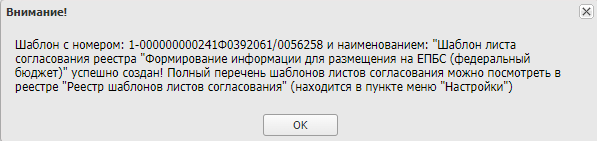 Внимание!
Шаблон с номером: 1-000000000241Ф0392061/0056258 и наименованием: "Шаблон листа
согласования реестра "Формирование информации для размещения на ЕПБС (федеральный
бюджет)" успешно создан! Полный перечень шаблонов листов согласования можно посмотреть в
реестре "Реестр шаблонов листов согласования" (находится в пункте меню "Настройки")
OK